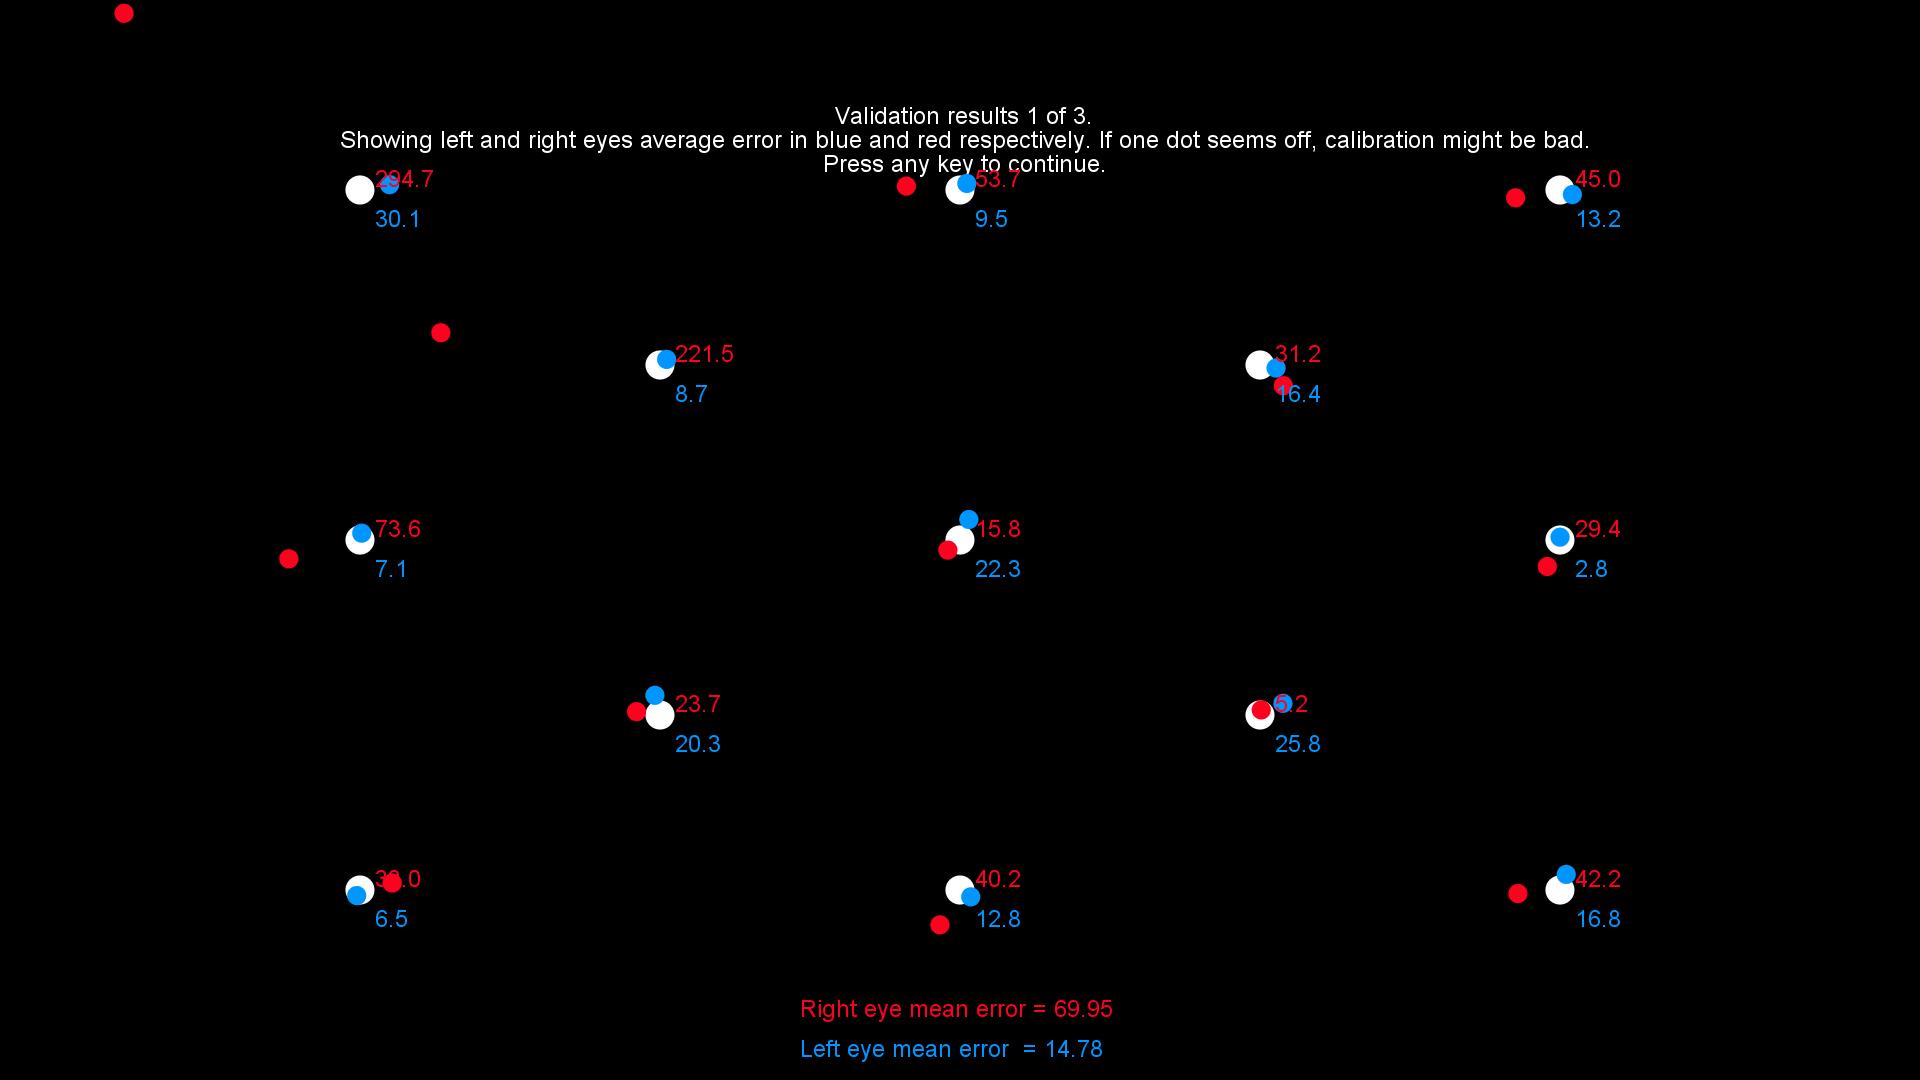 Validation results 1 of 3.
Showing left and right eyes average error in blue and red respectively. If one dot seems off, calibration might be bad.
Press any key to continue.
294.7 53.7 45.0
30.1 9.5 13.2
221.5 31.2
8.7 16.4
73.6 15.8 29.4
7.1 22.3 2.8
23.7 5.2
20.3 25.8
40.2 42.2
6.5 12.8 16.8
Right eye mean error = 69.95
Left eye mean error = 14.78